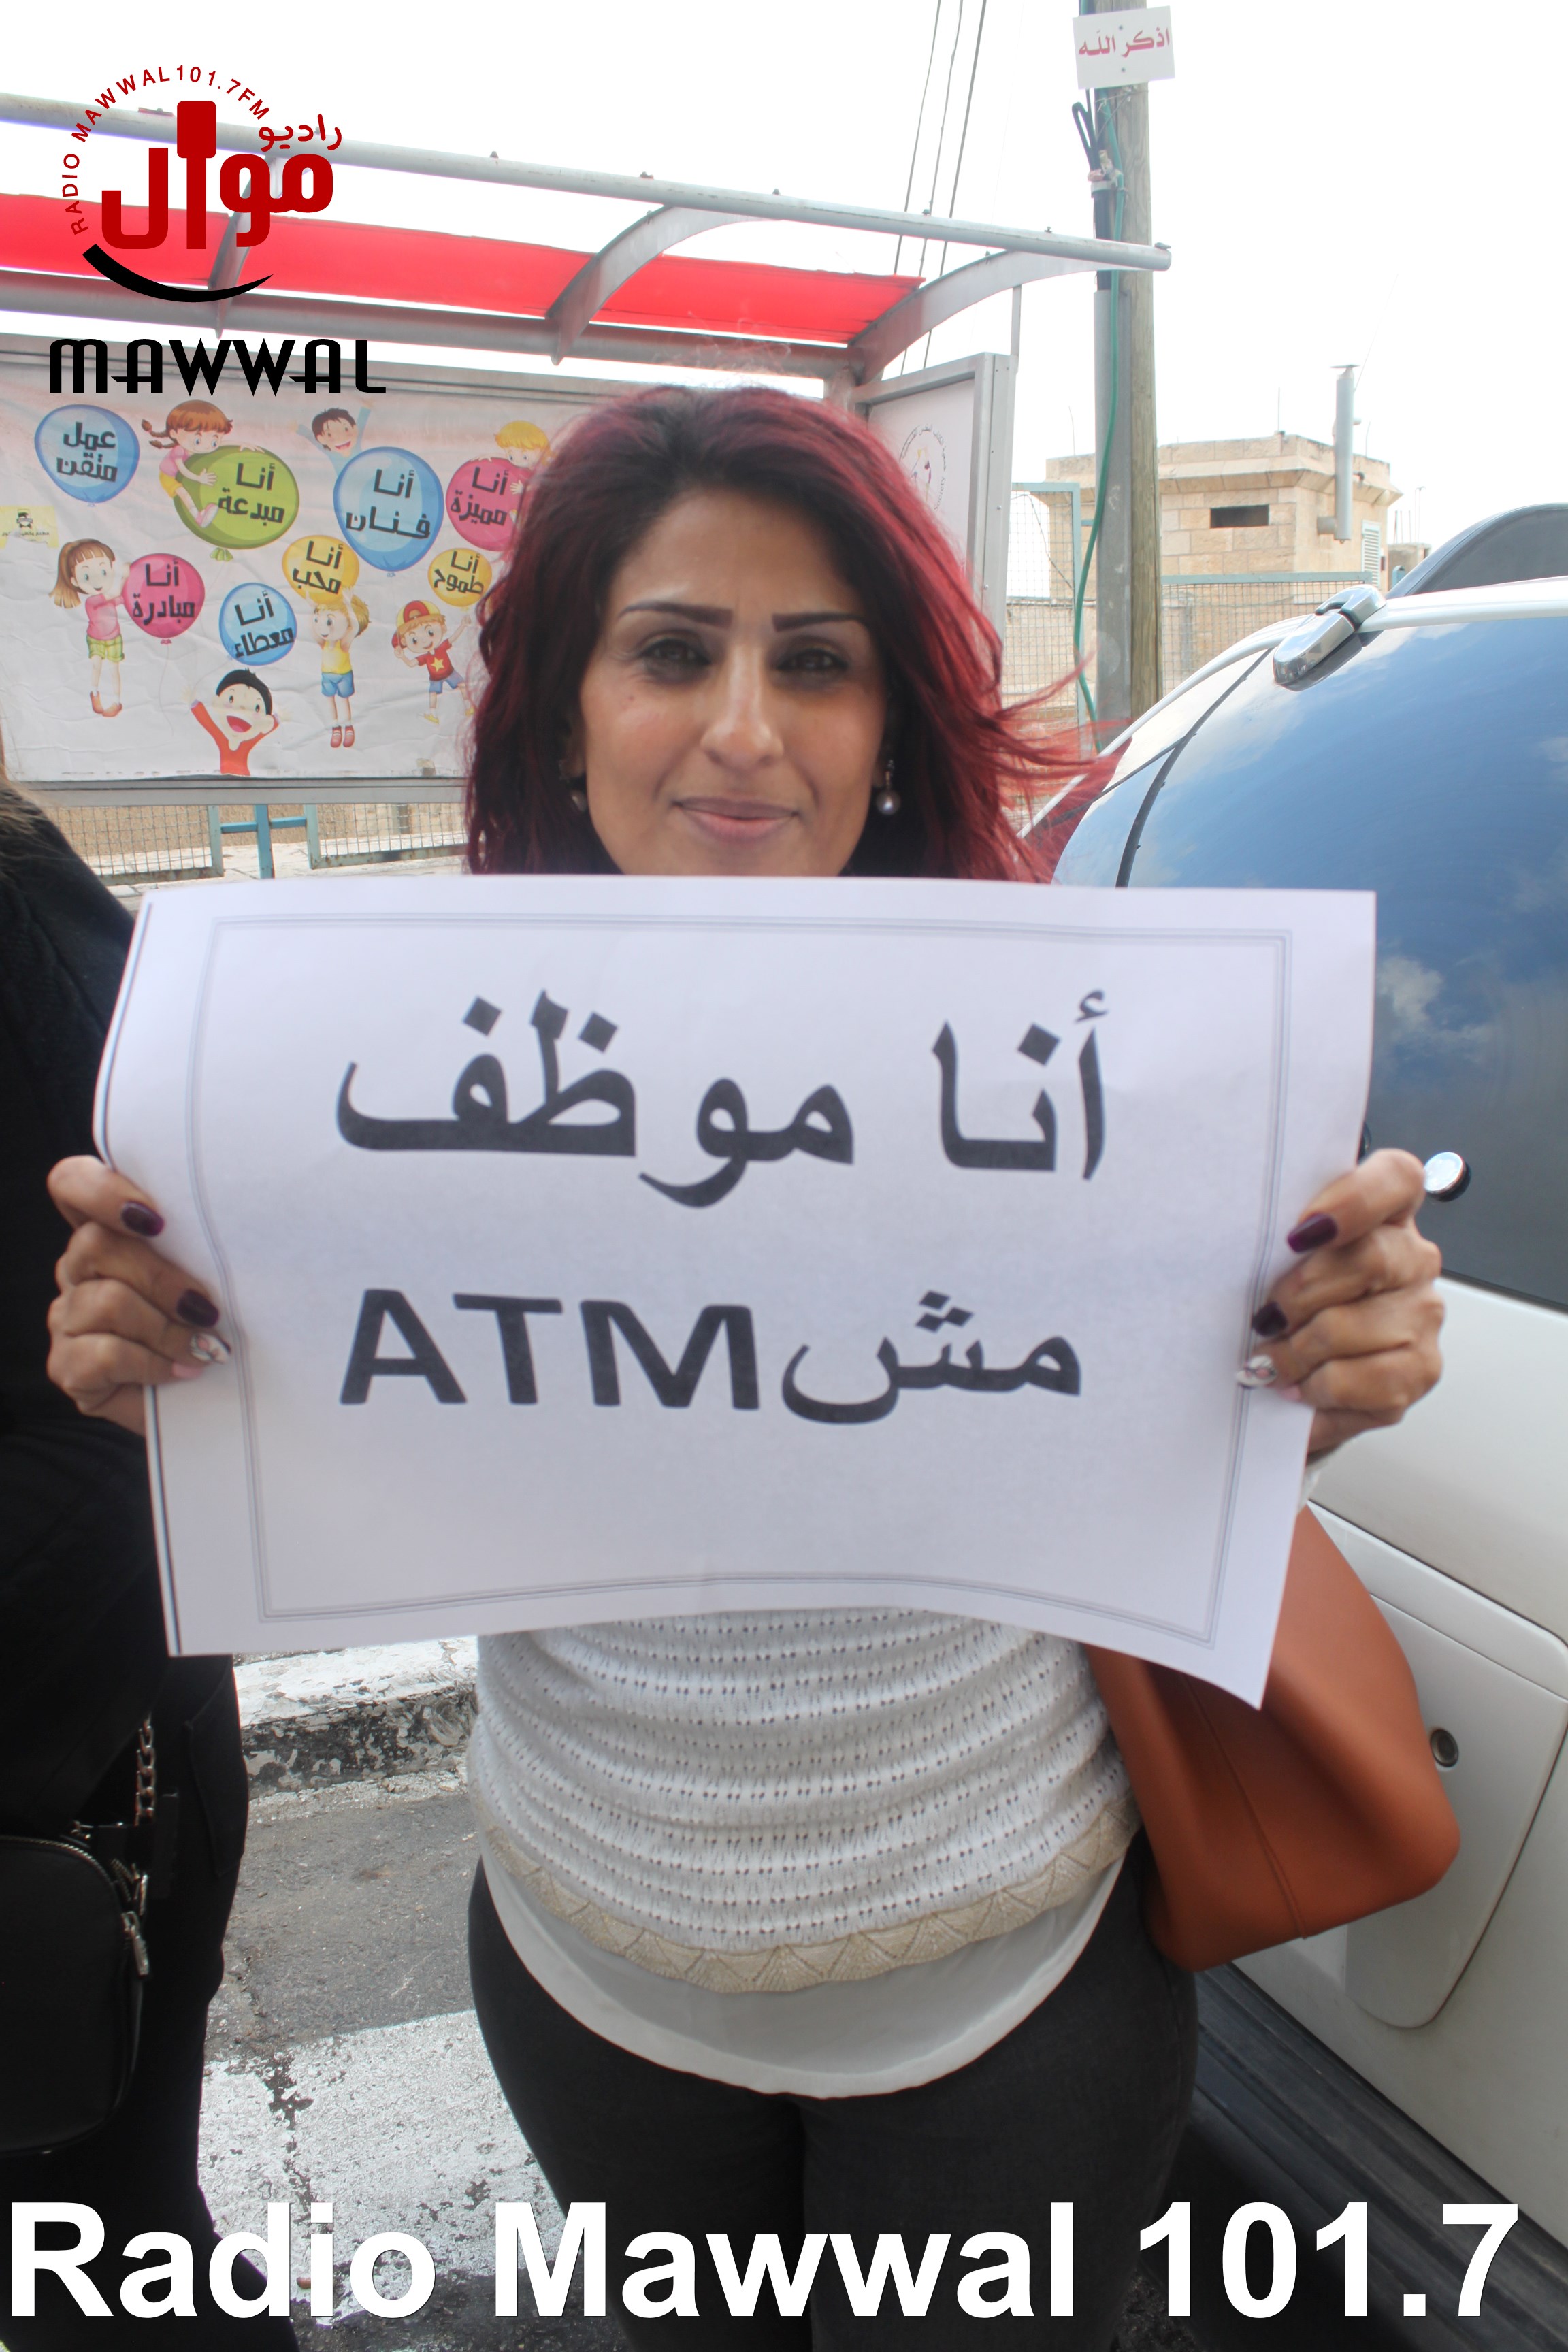 RADIO MAWWAL 101.7FM
راديو
موال
MAWWAL
اذكر الله
عمل
متقن
أنا
مبدعة
أنا
فنان
أنا
مميزة
أنا
مبادرة
أنا
معطاء
أنا
محب
أنا
طموح
أنا موظف
مش ATM
Radio Mawwal 101.7